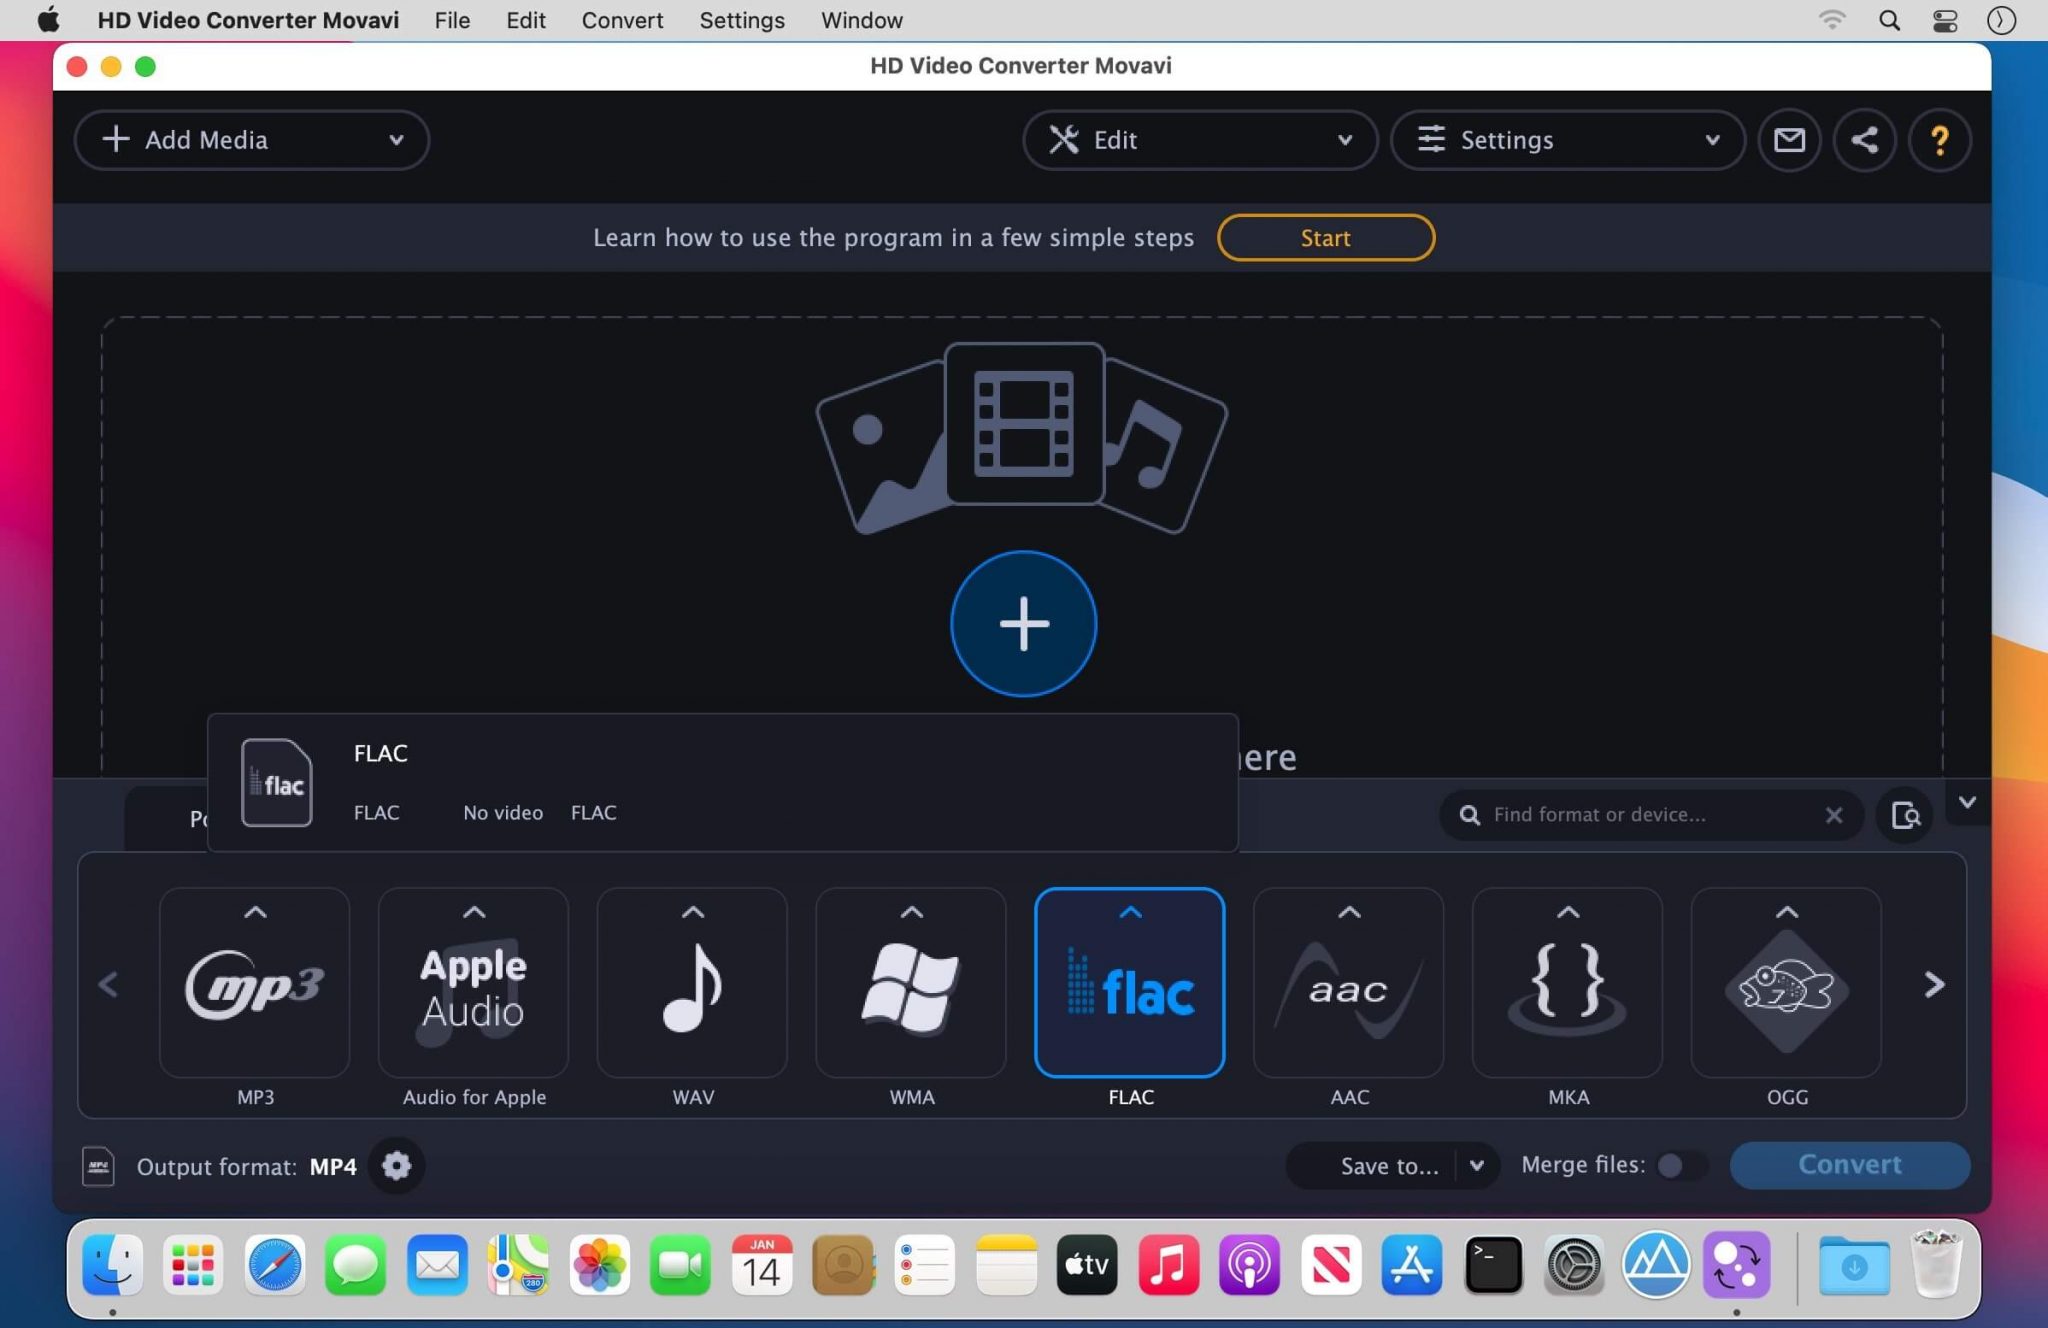 HD Video Converter Movavi File Edit Convert Settings Window
HD Video Converter Movavi
Add Media
Edit
Settings
?
Learn how to use the program in a few simple steps
Start
FLAC
flac
FLAC No video FLAC
Find format or device...
mp3
Apple
Audio
flac
aac
{ }
MP3
Audio for Apple
WAV
WMA
FLAC
AAC
MKA
OGG
Output format: MP4
Save to...
Merge files:
Convert
JAN
14
280
tv
>_